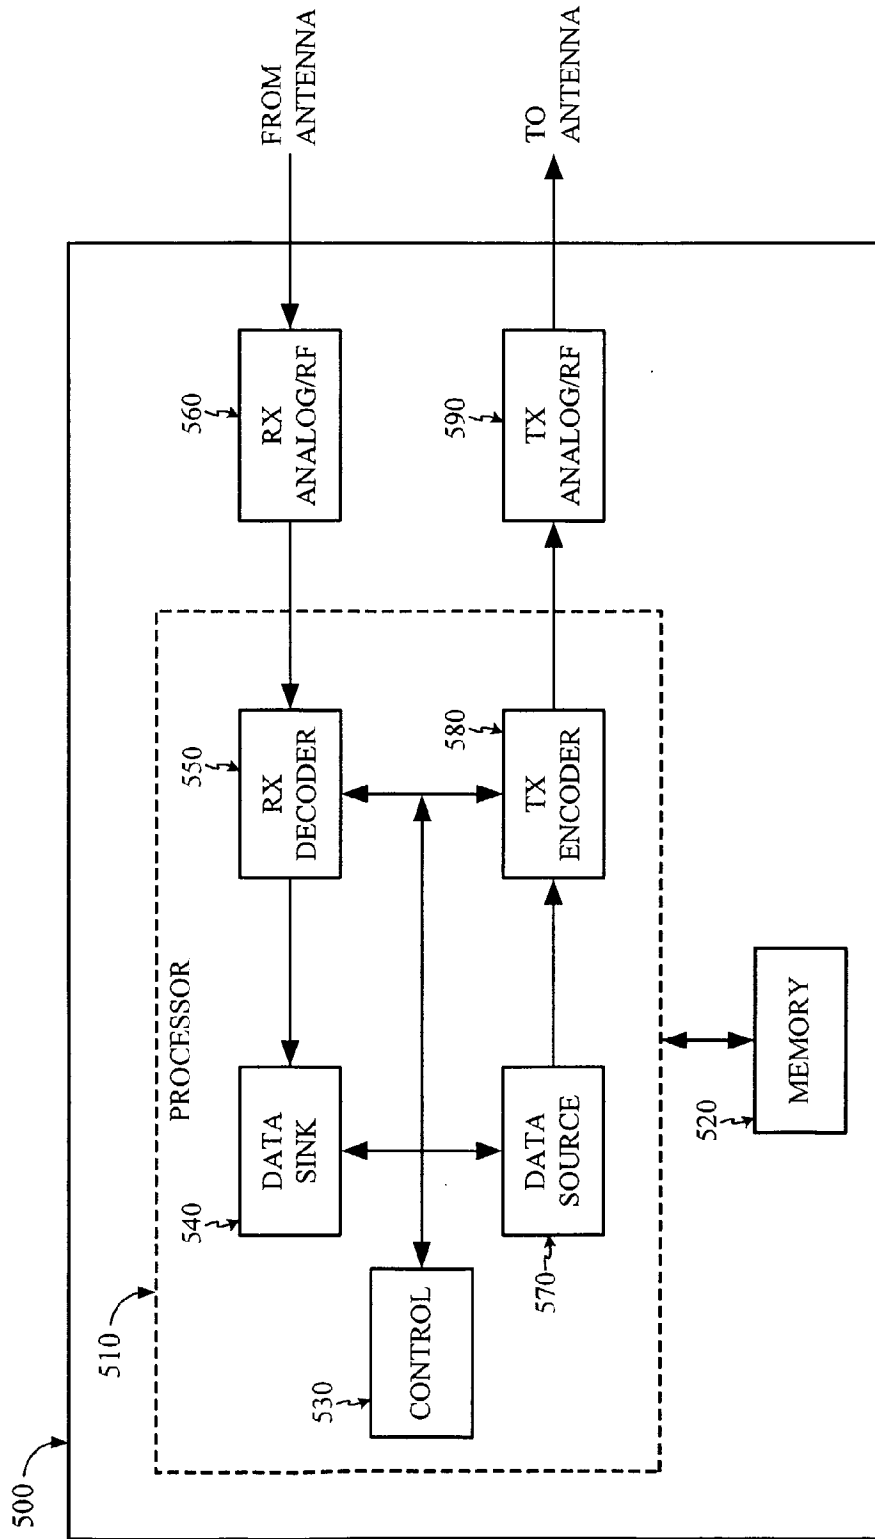 500
510
PROCESSOR
530
CONTROL
540
DATA
SINK
550
RX
DECODER
560
RX
ANALOG/RF
FROM
ANTENNA
570
DATA
SOURCE
580
TX
ENCODER
590
TX
ANALOG/RF
TO
ANTENNA
520
MEMORY